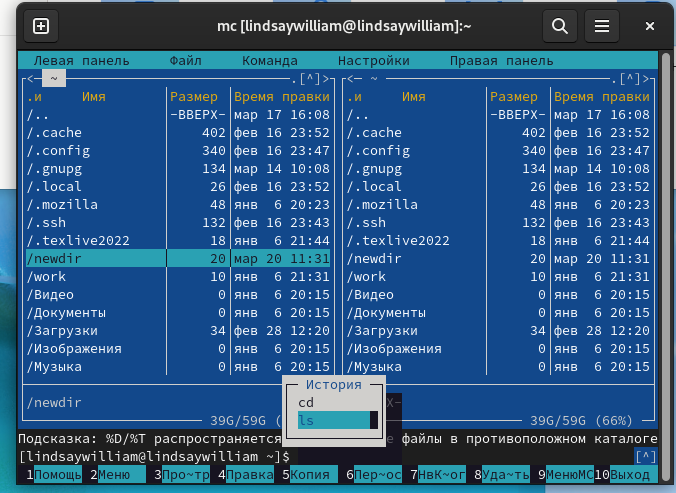 mc [lindsaywilliam@lindsaywilliam]:~
Левая панель Файл Команда Настройки Правая панель
<─ ~ .[^]> <─ ~ .[^]>
.и Имя Размер Время правки .и Имя Размер Время правки
/.. -ВВЕРХ- мар 17 16:08 /.. -ВВЕРХ- мар 17 16:08
/.cache 402 фев 16 23:52 /.cache 402 фев 16 23:52
/.config 340 фев 16 23:47 /.config 340 фев 16 23:47
/.gnupg 134 мар 14 10:08 /.gnupg 134 мар 14 10:08
/.local 26 фев 16 23:52 /.local 26 фев 16 23:52
/.mozilla 48 янв 6 20:23 /.mozilla 48 янв 6 20:23
/.ssh 132 фев 16 23:43 /.ssh 132 фев 16 23:43
/.texlive2022 18 янв 6 21:44 /.texlive2022 18 янв 6 21:44
/newdir 20 мар 20 11:31 /newdir 20 мар 20 11:31
/work 10 янв 6 21:31 /work 10 янв 6 21:31
/Видео 0 янв 6 20:15 /Видео 0 янв 6 20:15
/Документы 0 янв 6 20:15 /Документы 0 янв 6 20:15
/Загрузки 34 фев 28 12:20 /Загрузки 34 фев 28 12:20
/Изображения 0 янв 6 20:15 /Изображения 0 янв 6 20:15
/Музыка 0 янв 6 20:15 /Музыка 0 янв 6 20:15
История
/newdir cd Х-
ls
39G/59G ( 39G/59G (66%)
Подсказка: %D/%T распространяется е файлы в противоположном каталоге
[lindsaywilliam@lindsaywilliam ~]$ [^]
1Помощь 2Меню 3Про~тр 4Правка 5Копия 6Пер~ос 7НвК~ог 8Уда~ть 9МенюМС 10Выход